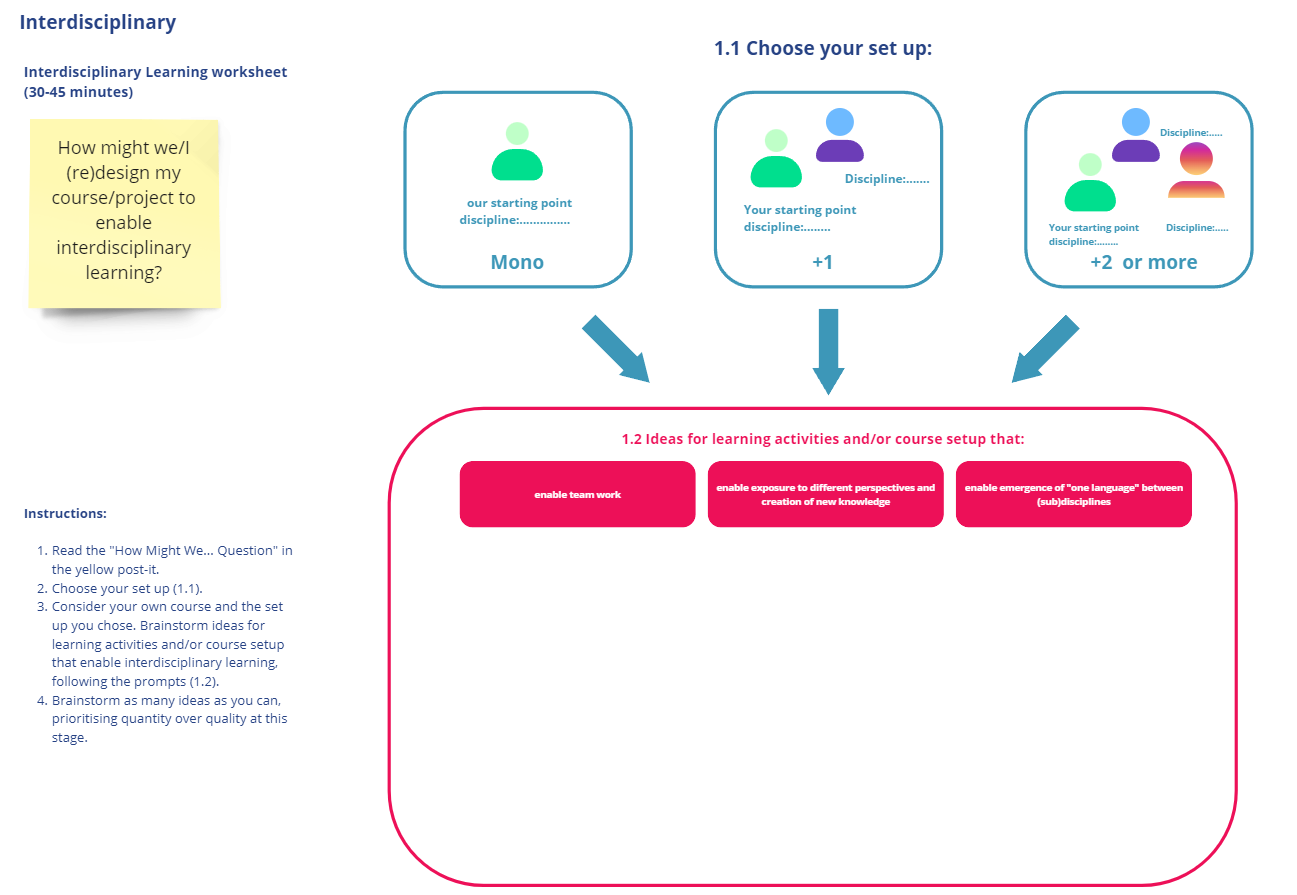 Interdisciplinary
Interdisciplinary Learning worksheet
(30-45 minutes)
How might we/I
(re)design my
course/project to
enable
interdisciplinary
learning?
Instructions:
1. Read the "How Might We... Question" in
the yellow post-it.
2. Choose your set up (1.1).
3. Consider your own course and the set
up you chose. Brainstorm ideas for
learning activities and/or course setup
that enable interdisciplinary learning,
following the prompts (1.2).
4. Brainstorm as many ideas as you can,
prioritising quantity over quality at this
stage.
1.1 Choose your set up:
our starting point
discipline:...............
Mono
Discipline:.......
Your starting point
discipline:........
+1
Discipline:.....
Your starting point
discipline:........
Discipline:.....
+2 or more
1.2 Ideas for learning activities and/or course setup that:
enable team work
enable exposure to different perspectives and
creation of new knowledge
enable emergence of "one language" between
(sub)disciplines